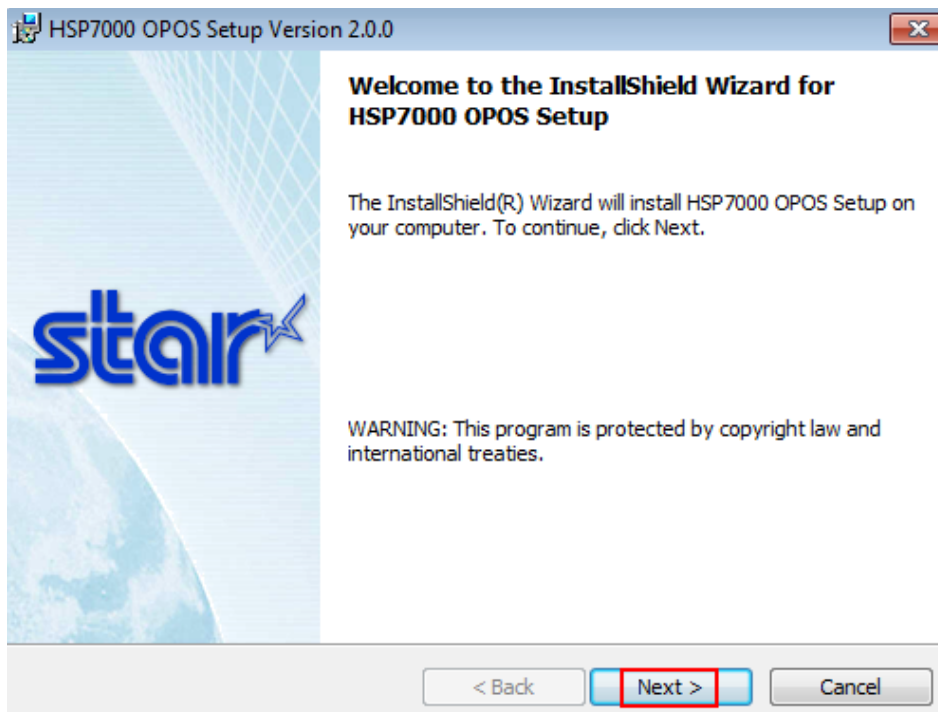 HSP7000 OPOS Setup Version 2.0.0
Welcome to the InstallShield Wizard for
HSP7000 OPOS Setup
The InstallShield(R) Wizard will install HSP7000 OPOS Setup on
your computer. To continue, click Next.
star
WARNING: This program is protected by copyright law and
international treaties.
< Back
Next >
Cancel